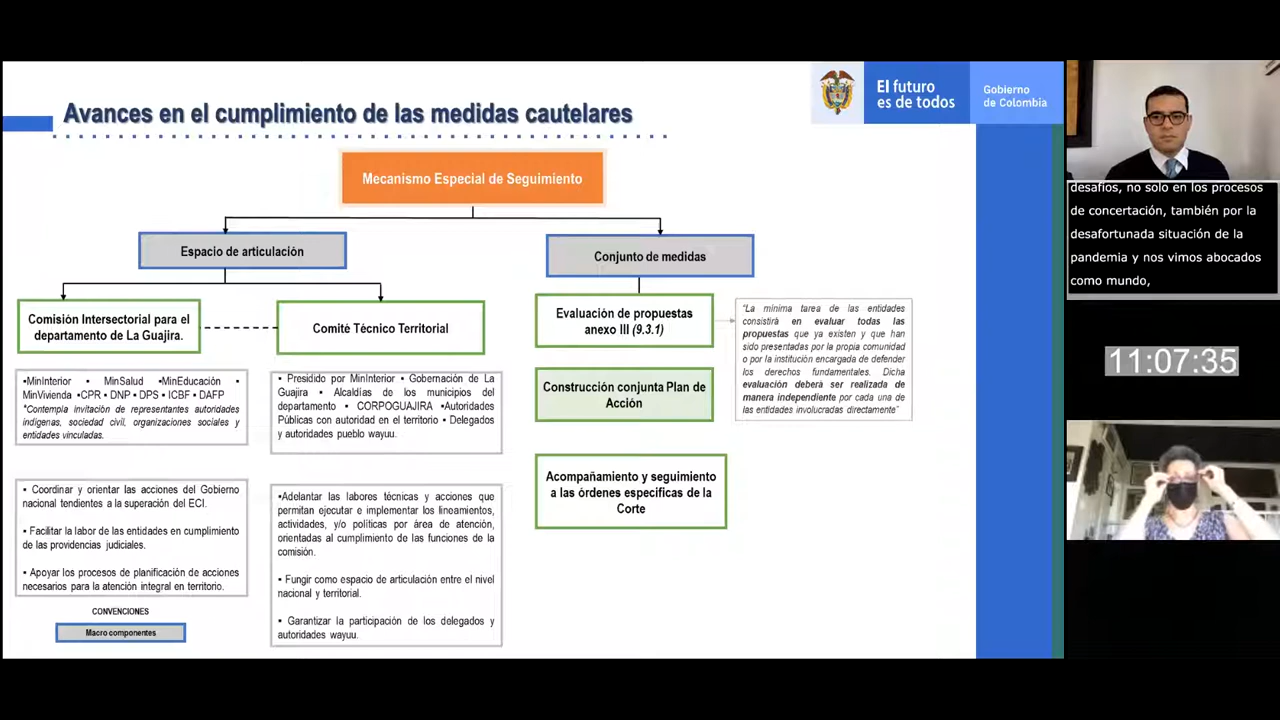 Avances en el cumplimiento de las medidas cautelares
El futuro
es de todos
Gobierno
de Colombia
Mecanismo Especial de Seguimiento
Espacio de articulación
Conjunto de medidas
Comisión Intersectorial para el
departamento de La Guajira.
Comité Técnico Territorial
Evaluación de propuestas
anexo III (9.3.1)
"La mínima tarea de las entidades
consistirá en evaluar todas las
propuestas que ya existen y que han
sido presentadas por la propia comunidad
o por la institución encargada de defender
los derechos fundamentales. Dicha
evaluación deberá ser realizada de
manera independiente por cada una de
las entidades involucradas directamente"
▪MinInterior ▪ MinSalud ▪MinEducación ▪
MinVivienda ▪CPR ▪ DNP ▪ DPS ▪ ICBF ▪ DAFP
*Contempla invitación de representantes autoridades
indígenas, sociedad civil, organizaciones sociales y
entidades vinculadas.
▪ Presidido por MinInterior ▪ Gobernación de La
Guajira ▪ Alcaldías de los municipios del
departamento ▪ CORPOGUAJIRA ▪Autoridades
Públicas con autoridad en el territorio ▪ Delegados
y autoridades pueblo wayuu.
Construcción conjunta Plan de
Acción
Acompañamiento y seguimiento
a las órdenes específicas de la
Corte
▪ Coordinar y orientar las acciones del Gobierno
nacional tendientes a la superación del ECI.
▪ Facilitar la labor de las entidades en cumplimiento
de las providencias judiciales.
▪ Apoyar los procesos de planificación de acciones
necesarios para la atención integral en territorio.
▪Adelantar las labores técnicas y acciones que
permitan ejecutar e implementar los lineamientos,
actividades, y/o políticas por área de atención,
orientadas al cumplimiento de las funciones de la
comisión.
▪ Fungir como espacio de articulación entre el nivel
nacional y territorial.
▪ Garantizar la participación de los delegados y
autoridades wayuu.
CONVENCIONES
Macro componentes
desafíos, no solo en los procesos
de concertación, también por la
desafortunada situación de la
pandemia y nos vimos abocados
como mundo,
11:07:35